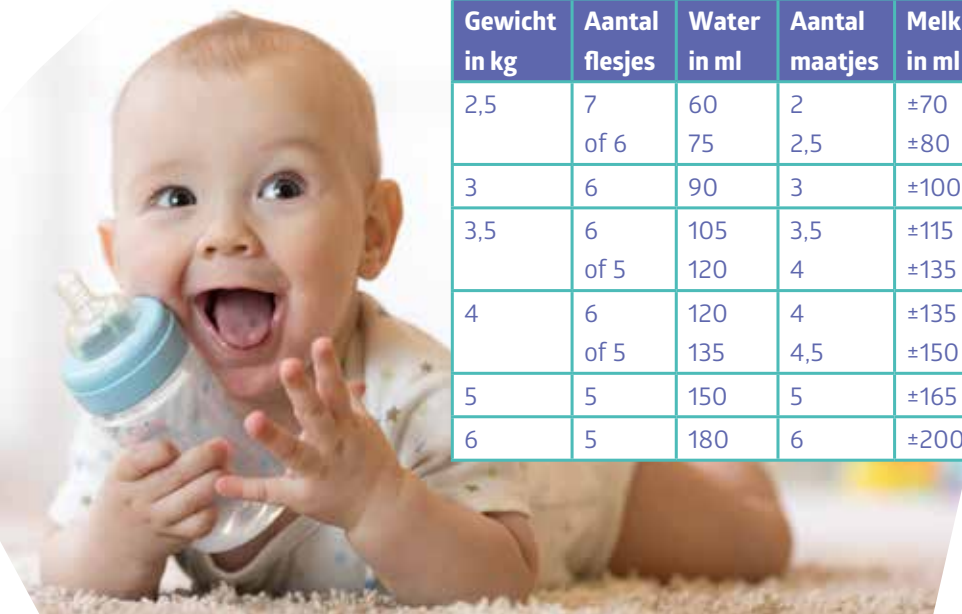 Gewicht in kg Aantal flesjes Water in ml Aantal maatjes Melk in ml
2,5 7 60 2 ±70
of 6 75 2,5 ±80
3 6 90 3 ±100
3,5 6 105 3,5 ±115
of 5 120 4 ±135
4 6 120 4 ±135
of 5 135 4,5 ±150
5 5 150 5 ±165
6 5 180 6 ±200